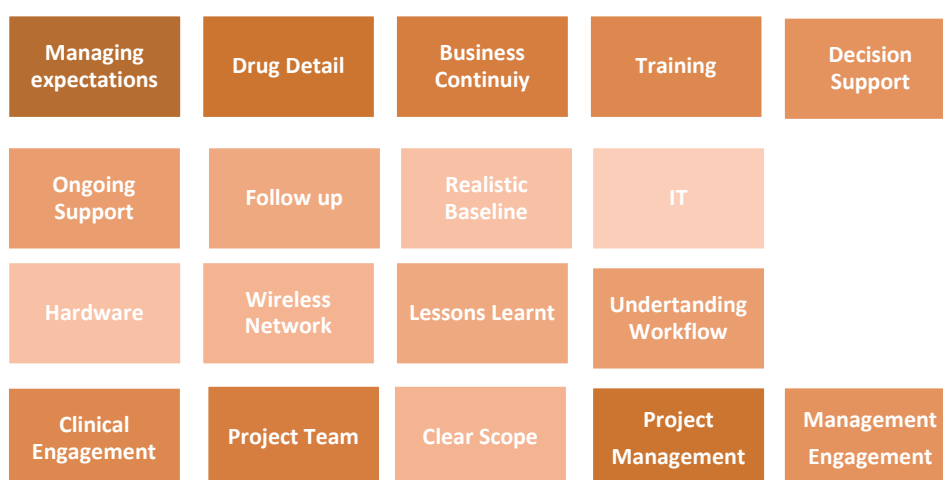 Managing
expectations
Drug Detail
Business
Continuiy
Training
Decision
Support
Ongoing
Support
Follow up
Realistic
Baseline
IT
Hardware
Wireless
Network
Lessons Learnt
Undertanding
Workflow
Clinical
Engagement
Project Team
Clear Scope
Project
Management
Management
Engagement